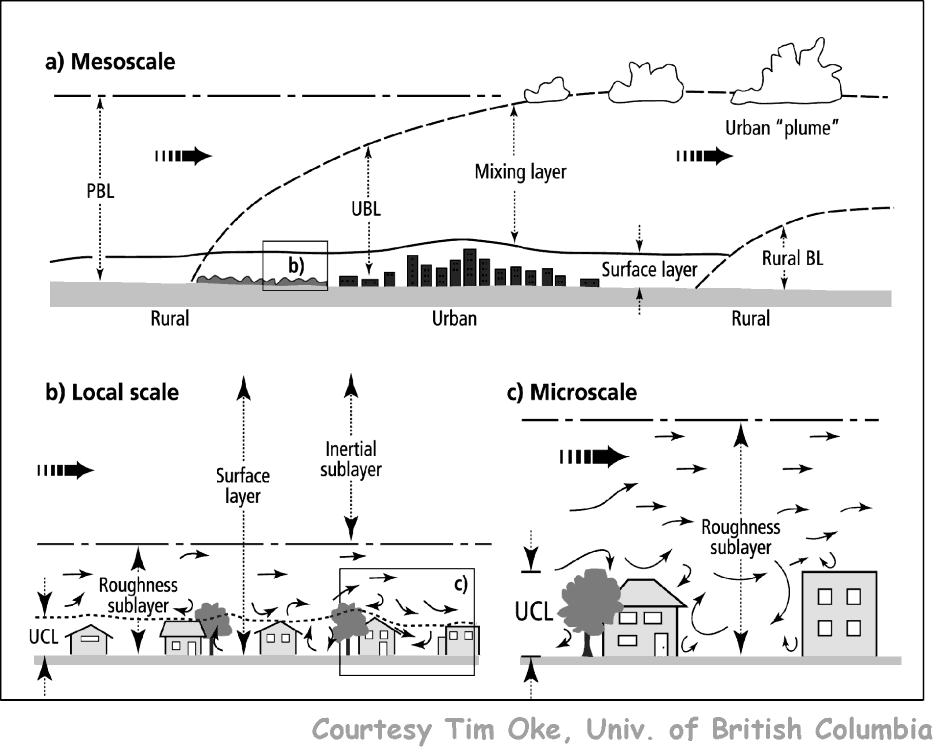 a) Mesoscale
Urban "plume"
PBL
UBL
Mixing layer
b)
Surface layer
Rural BL
Rural
Urban
Rural
b) Local scale
Surface
layer
Inertial
sublayer
Roughness
sublayer
UCL
c)
c) Microscale
Roughness
sublayer
UCL
Courtesy Tim Oke, Univ. of British Columbia